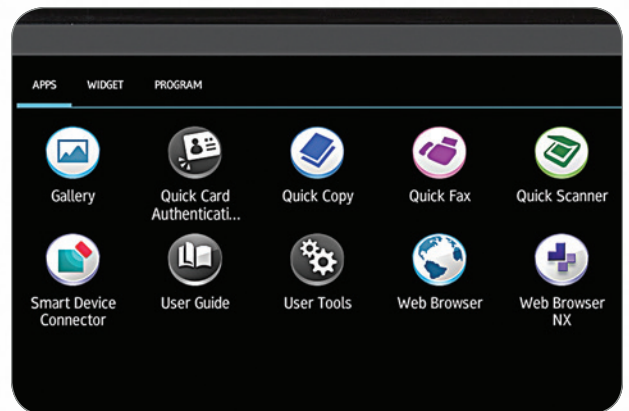 APPS WIDGET PROGRAM
Gallery
Quick Card
Authenticati...
Quick Copy
Quick Fax
Quick Scanner
Smart Device
Connector
User Guide
User Tools
Web Browser
Web Browser
NX